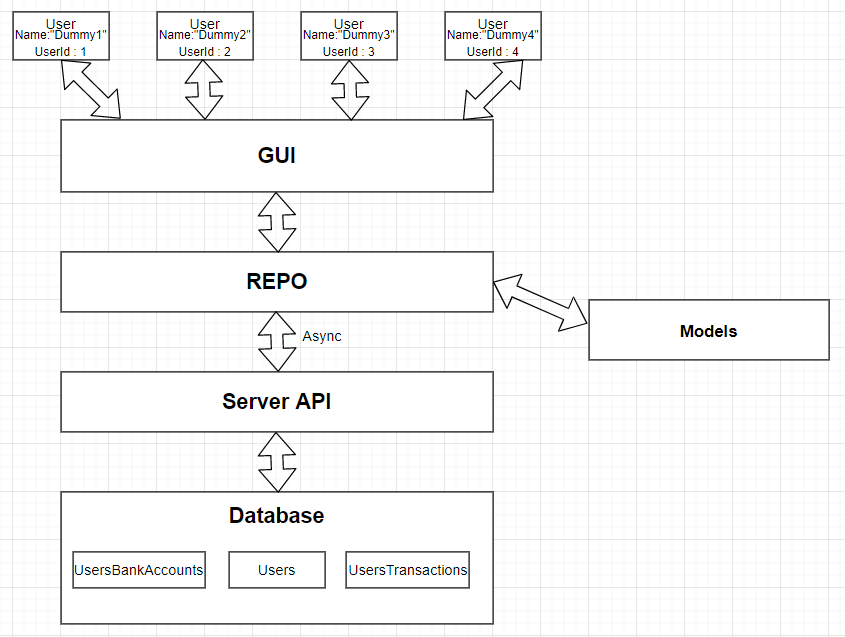 User
Name:"Dummy1"
UserId : 1
User
Name:"Dummy2"
UserId : 2
User
Name:"Dummy3"
UserId : 3
User
Name:"Dummy4"
UserId : 4
GUI
REPO
Models
Async
Server API
Database
UsersBankAccounts
Users
UsersTransactions